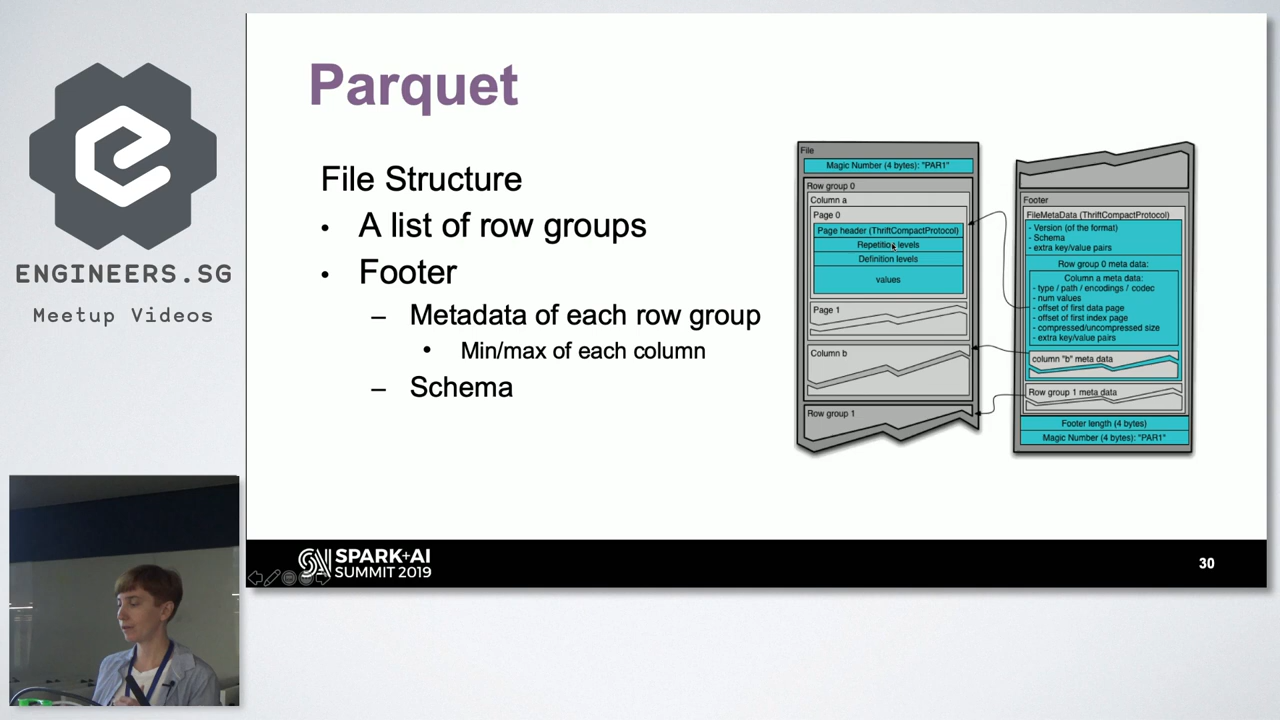 ENGINEERS.SG
Meetup Videos
Parquet
File Structure
• A list of row groups
• Footer
– Metadata of each row group
• Min/max of each column
– Schema
File
Magic Number (4 bytes): "PAR1"
Row group 0
Column a
Page 0
Page header (ThriftCompactProtocol)
Repetition levels
Definition levels
values
Page 1
Column b
Row group 1
Footer
FileMetaData (ThriftCompactProtocol)
- Version (of the format)
- Schema
- extra key/value pairs
Row group 0 meta data:
Column a meta data:
- type / path / encodings / codec
- num values
- offset of first data page
- offset of first index page
- compressed/uncompressed size
- extra key/value pairs
column "b" meta data
Row group 1 meta data
Footer length (4 bytes)
Magic Number (4 bytes): "PAR1"
SPARK+AI
SUMMIT 2019
30